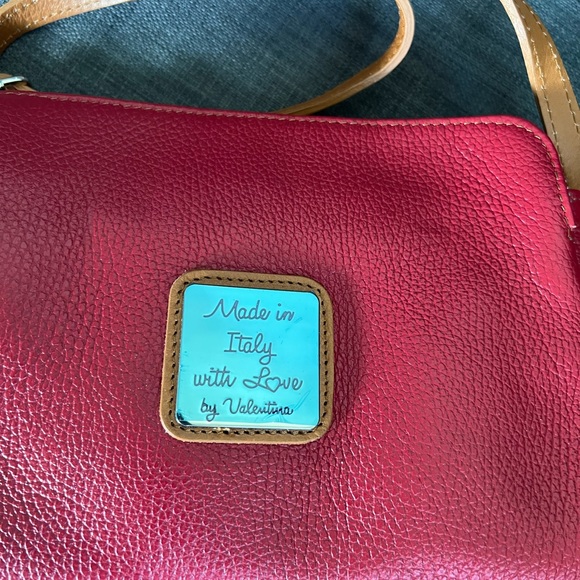 Made in
Italy
with Love
by Valentina